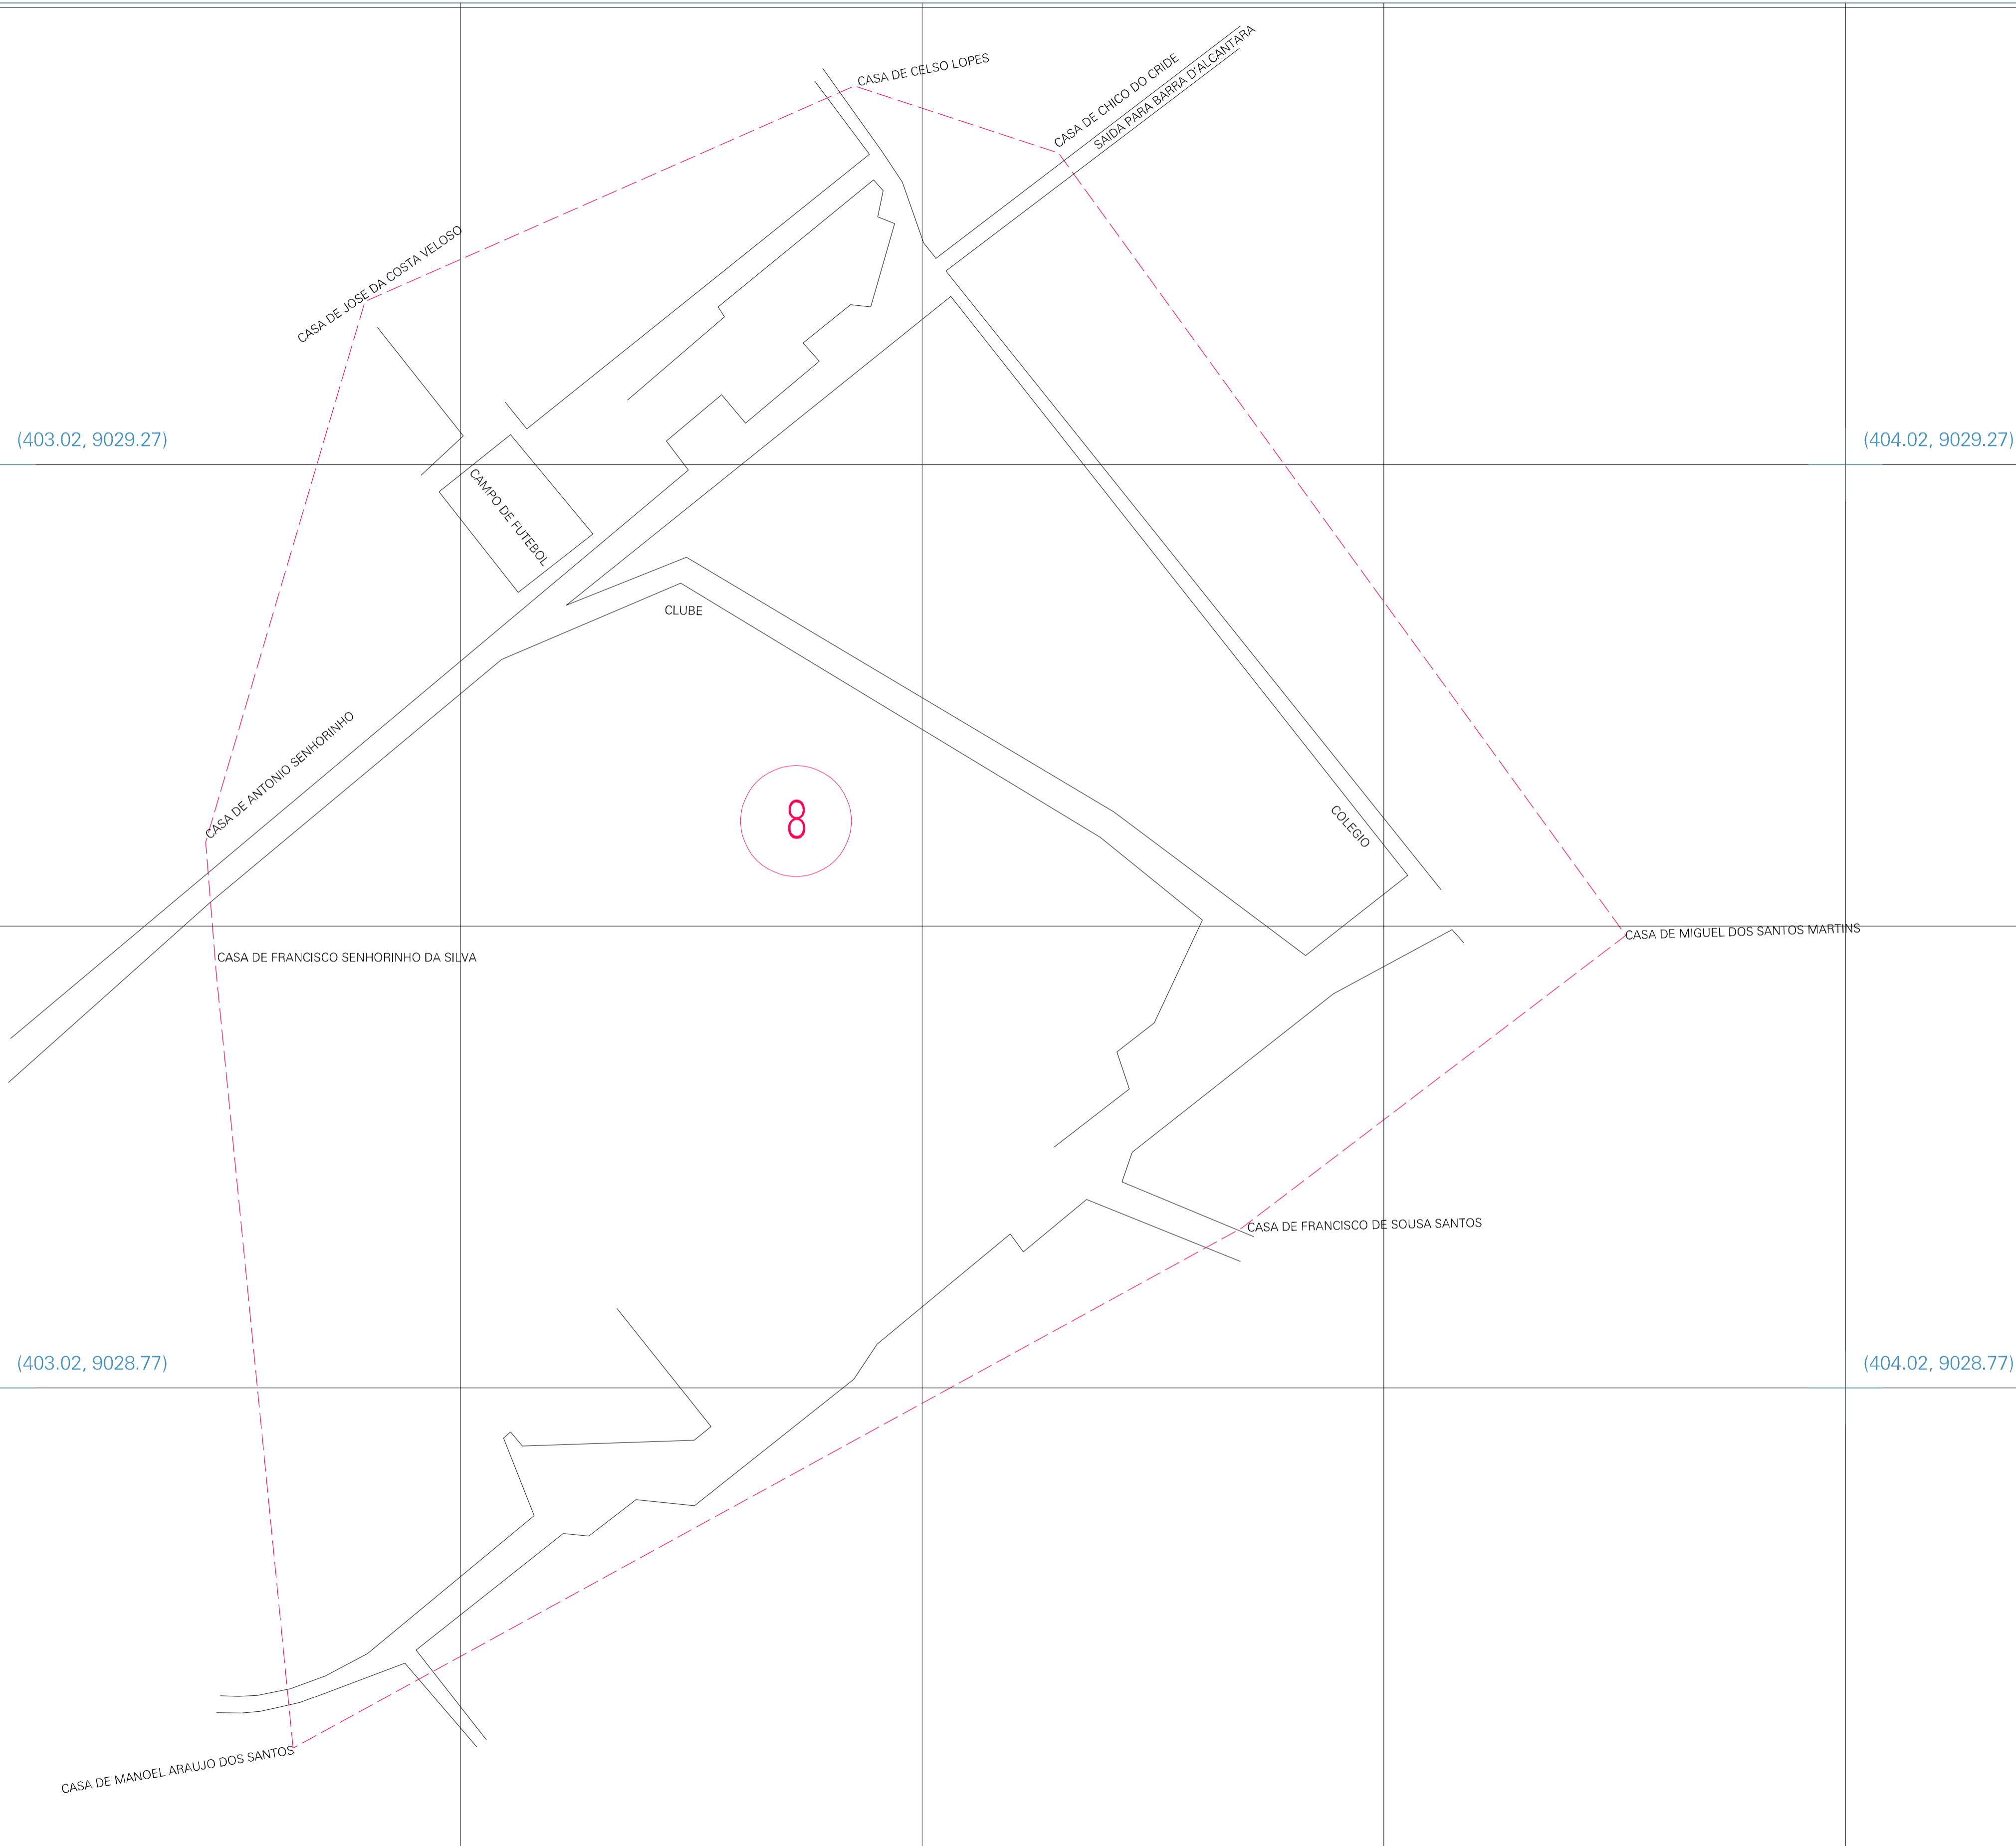 CASA DE CELSO LOPES
CASA DE CHICO DO CRIDE
SAIDA PARA BARRA D'ALCANTARA
CASA DE JOSE DA COSTA VELOSO
(403.02, 9029.27)
(404.02, 9029.27)
CAMPO DE FUTEBOL
CLUBE
CASA DE ANTONIO SENHORINHO
8
COLEGIO
CASA DE MIGUEL DOS SANTOS MARTINS
CASA DE FRANCISCO SENHORINHO DA SILVA
CASA DE FRANCISCO DE SOUSA SANTOS
(403.02, 9028.77)
(404.02, 9028.77)
CASA DE MANOEL ARAUJO DOS SANTOS